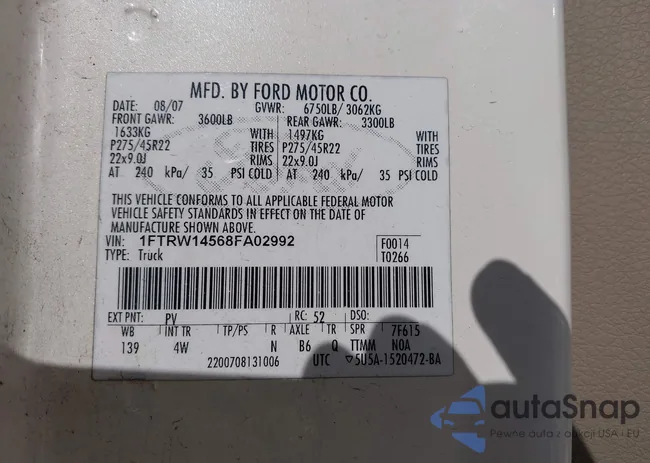 MFD. BY FORD MOTOR CO.
DATE: 08/07 GVWR: 6750LB/ 3062KG
FRONT GAWR: 3600LB REAR GAWR: 3300LB
1633KG WITH 1497KG WITH
P275/45R22 TIRES P275/45R22 TIRES
22x9.0J RIMS 22x9.0J RIMS
AT 240 kPa/ 35 PSI COLD AT 240 kPa/ 35 PSI COLD
THIS VEHICLE CONFORMS TO ALL APPLICABLE FEDERAL MOTOR
VEHICLE SAFETY STANDARDS IN EFFECT ON THE DATE OF
MANUFACTURE SHOWN ABOVE.
VIN: 1FTRW14568FA02992 F0014
TYPE: Truck T0266
EXT PNT: PV RC: 52 DSO:
WB INT TR TP/PS R AXLE TR SPR 7F615
139 4W N B6 Q TTMM N0A
2200708131006 UTC ▽5U5A-1520472-BA
autaSnap
Pewne auta z aukcji USA i EU